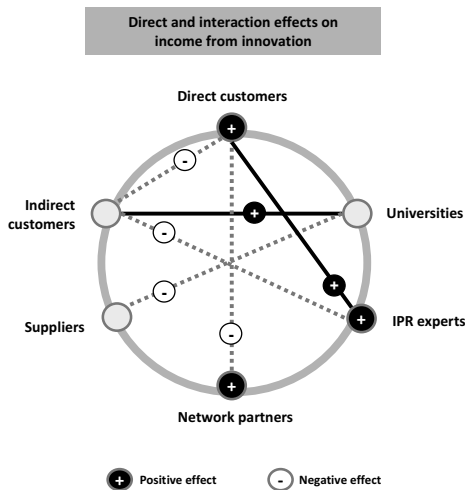 Direct and interaction effects on
income from innovation
Direct customers
+
-
Indirect
customers
+
Universities
-
-
Suppliers
+
IPR experts
+
-
+
Network partners
+ Positive effect
- Negative effect